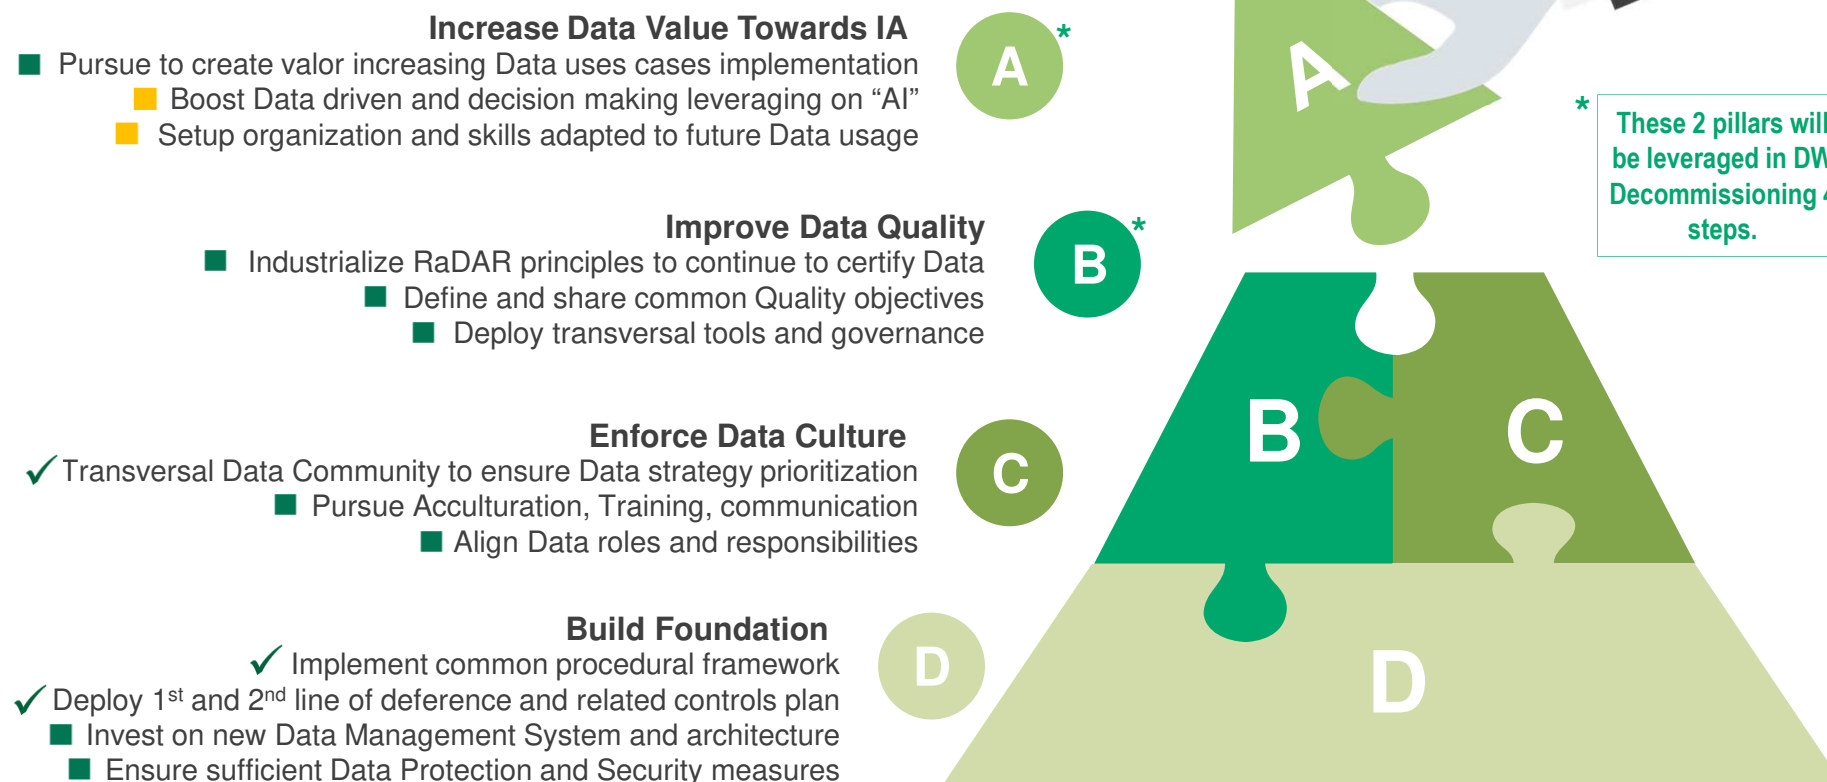 Increase Data Value Towards IA
Pursue to create valor increasing Data uses cases implementation
Boost Data driven and decision making leveraging on “AI”
Setup organization and skills adapted to future Data usage
A
*
A
*
These 2 pillars will
be leveraged in DW
Decommissioning 4
steps.
Improve Data Quality
Industrialize RaDAR principles to continue to certify Data
Define and share common Quality objectives
Deploy transversal tools and governance
B
*
B
C
Enforce Data Culture
Transversal Data Community to ensure Data strategy prioritization
Pursue Acculturation, Training, communication
Align Data roles and responsibilities
C
Build Foundation
Implement common procedural framework
Deploy 1st and 2nd line of deference and related controls plan
Invest on new Data Management System and architecture
Ensure sufficient Data Protection and Security measures
D
D